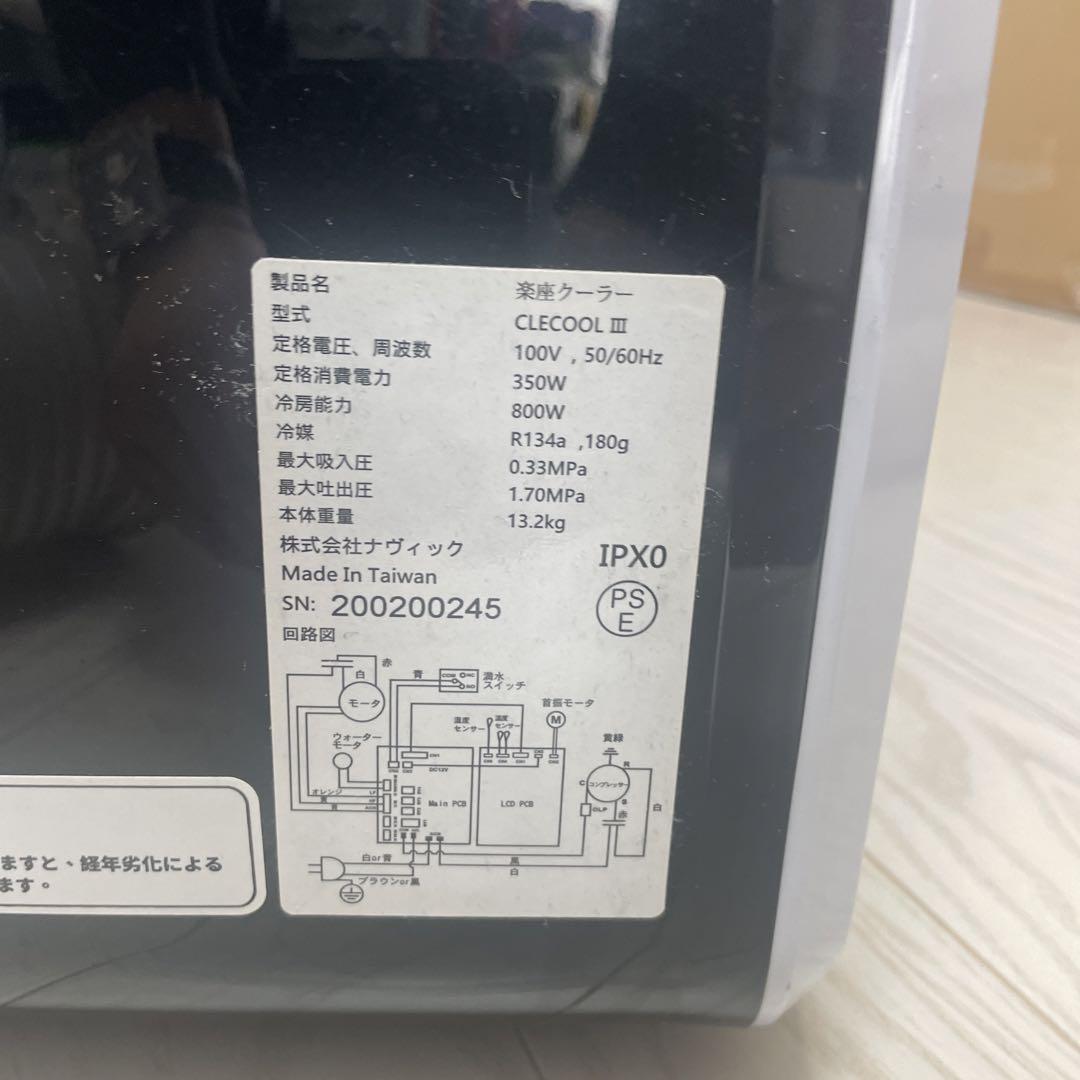 製品名 楽座クーラー
型式 CLECOOL Ⅲ
定格電圧、周波数 100V , 50/60Hz
定格消費電力 350W
冷房能力 800W
冷媒 R134a ,180g
最大吸入圧 0.33MPa
最大吐出圧 1.70MPa
本体重量 13.2kg
株式会社ナヴィック
IPX0
Made In Taiwan
SN: 200200245
PS
E
回路図
赤
白
モータ
青
COM
NC
NO
満水
スイッチ
首振モータ
M
温度
センサー
温度
センサー
ウォーター
モータ
黄緑
DC12V
CN1
オレンジ
黄
青
Main PCB
LCD PCB
R
C
コンプレッサー
S
OLP
赤
白
黒
白
白or青
ブラウンor黒
ますと、経年劣化による
ます。